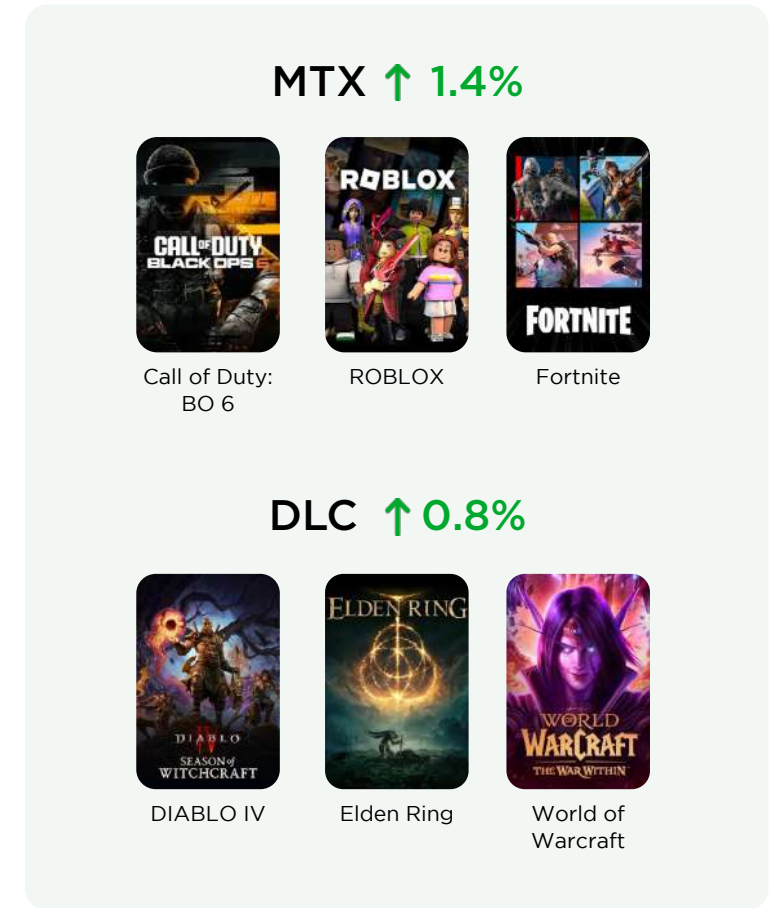 MTX ↑ 1.4%
CALL OF DUTY
BLACK OPS 6
ROBLOX
FORTNITE
Call of Duty:
BO 6
ROBLOX
Fortnite
DLC ↑ 0.8%
DIABLO
IV
SEASON of
WITCHCRAFT
ELDEN RING
WORLD
OF
WARCRAFT
THE WAR WITHIN
DIABLO IV
Elden Ring
World of
Warcraft